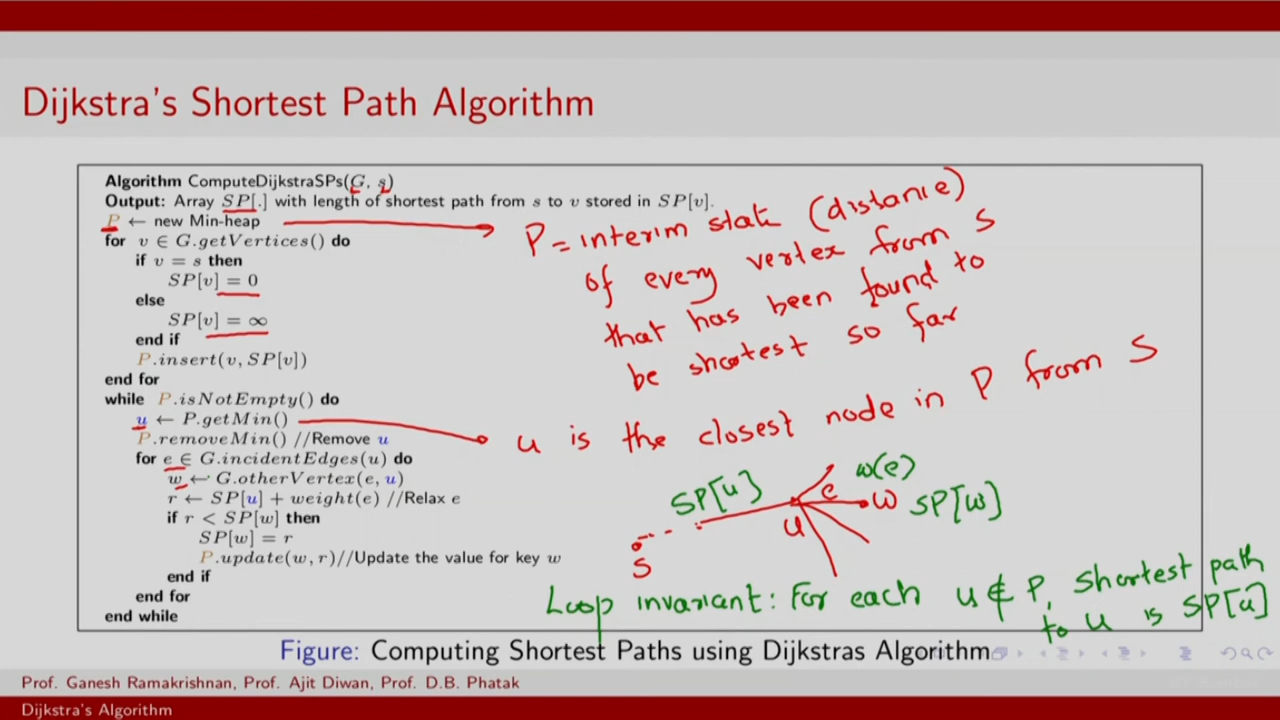 Dijkstra's Shortest Path Algorithm
Algorithm ComputeDijkstraSPs(G, s)
Output: Array SP[.] with length of shortest path from s to v stored in SP[v].
P ← new Min-heap
for v ∈ G.getVertices() do
if v = s then
SP[v] = 0
else
SP[v] = ∞
end if
P.insert(v, SP[v])
end for
while P.isNotEmpty() do
u ← P.getMin()
P.removeMin() //Remove u
for e ∈ G.incidentEdges(u) do
w ← G.otherVertex(e, u)
r ← SP[u] + weight(e) //Relax e
if r < SP[w] then
SP[w] = r
P.update(w, r)//Update the value for key w
end if
end for
end while
P = interim state (distance)
of every vertex from S
that has been found to
be shortest so far
u is the closest node in P from S
SP[u]
w(e)
e
w SP[w]
u
S
Loop invariant: For each u ∉ P, shortest path
to u is SP[u]
Figure: Computing Shortest Paths using Dijkstras Algorithm
Prof. Ganesh Ramakrishnan, Prof. Ajit Diwan, Prof. D.B. Phatak
Dijkstra's Algorithm